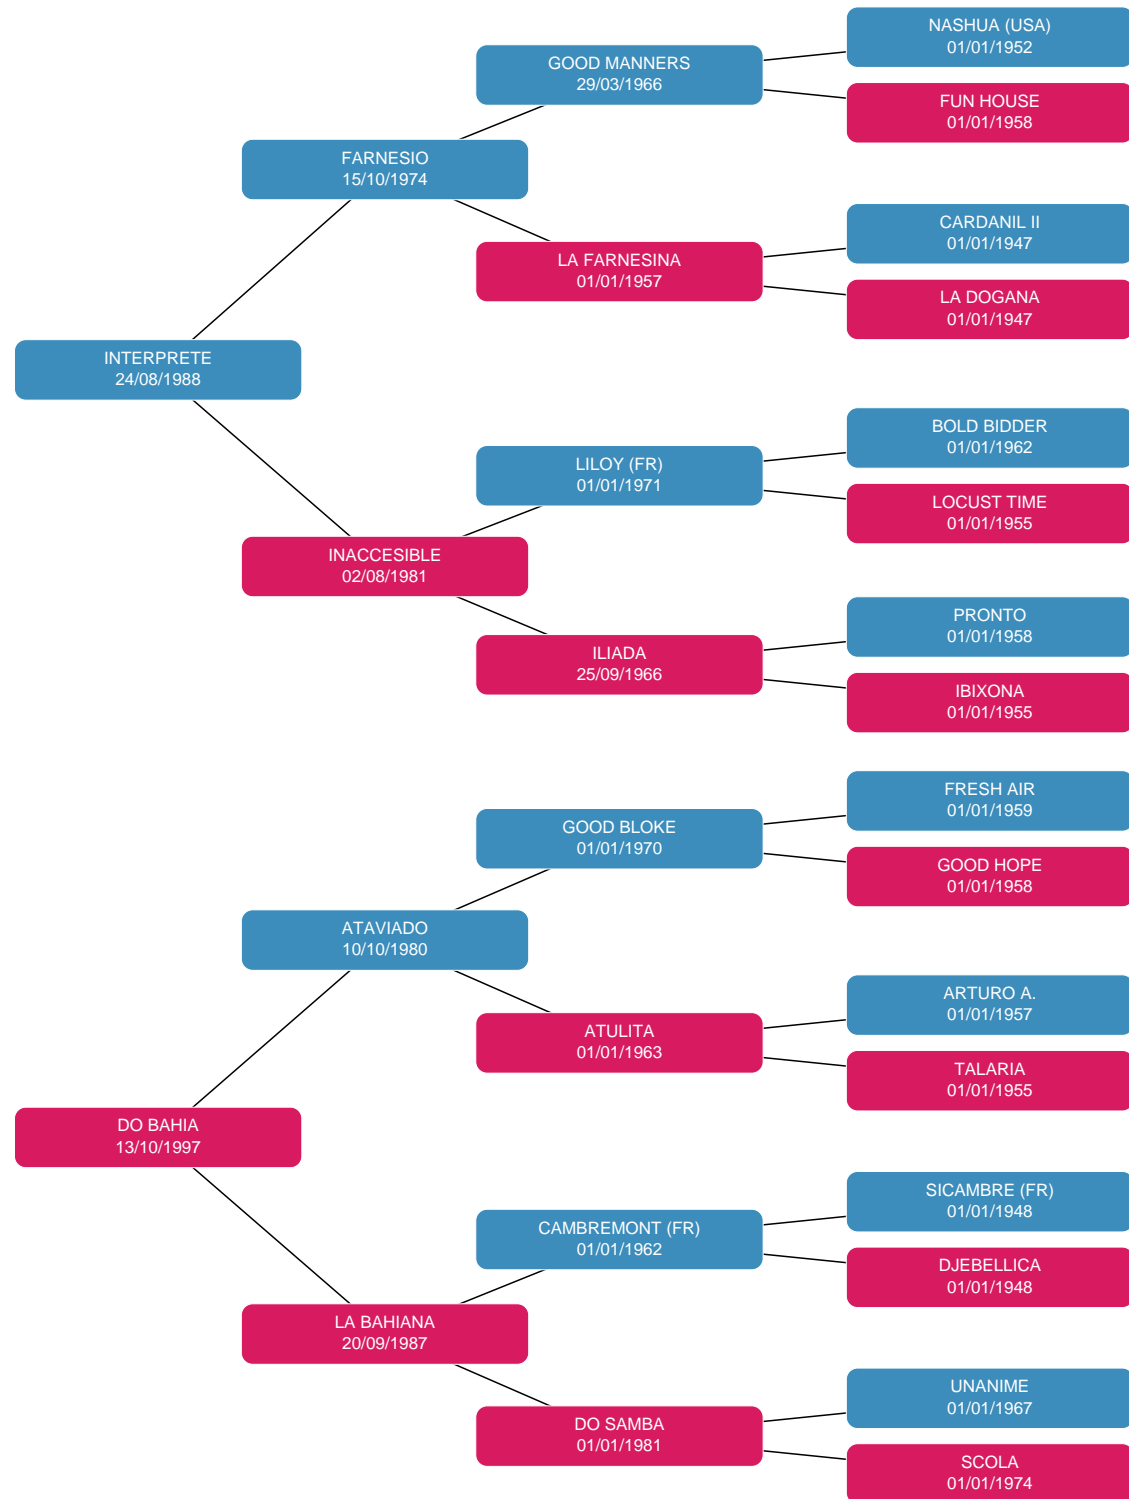 NASHUA (USA)
01/01/1952
GOOD MANNERS
29/03/1966
FUN HOUSE
01/01/1958
FARNESIO
15/10/1974
CARDANIL II
01/01/1947
LA FARNESINA
01/01/1957
LA DOGANA
01/01/1947
INTERPRETE
24/08/1988
BOLD BIDDER
01/01/1962
LILOY (FR)
01/01/1971
LOCUST TIME
01/01/1955
INACCESIBLE
02/08/1981
PRONTO
01/01/1958
ILIADA
25/09/1966
IBIXONA
01/01/1955
FRESH AIR
01/01/1959
GOOD BLOKE
01/01/1970
GOOD HOPE
01/01/1958
ATAVIADO
10/10/1980
ARTURO A.
01/01/1957
ATULITA
01/01/1963
TALARIA
01/01/1955
DO BAHIA
13/10/1997
SICAMBRE (FR)
01/01/1948
CAMBREMONT (FR)
01/01/1962
DJEBELLICA
01/01/1948
LA BAHIANA
20/09/1987
UNANIME
01/01/1967
DO SAMBA
01/01/1981
SCOLA
01/01/1974